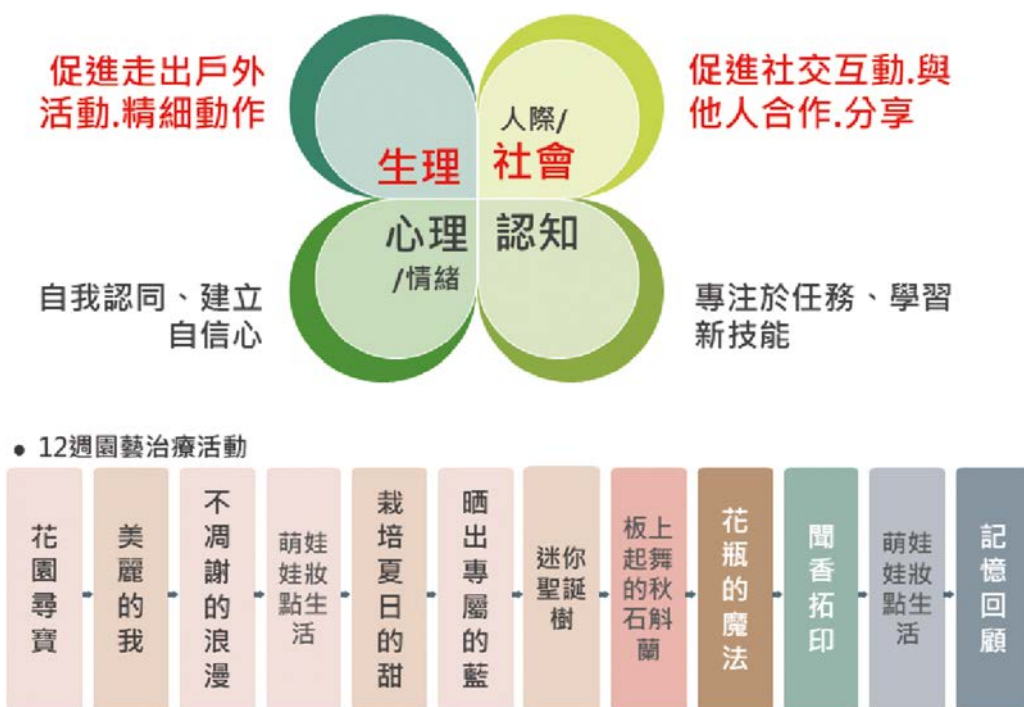 促進走出戶外
活動.精細動作
生理
人際/
社會
促進社交互動.與
他人合作.分享
心理
/情緒
認知
自我認同、建立
自信心
專注於任務、學習
新技能
● 12週園藝治療活動
花園尋寶
美麗的我
不凋謝的浪漫
萌娃
娃妝
點生
活
栽培夏日的甜
晒出專屬的藍
迷你
聖誕
樹
板上
起舞
的秋
石斛
蘭
花瓶的魔法
聞香拓印
萌娃
娃妝
點生
活
記憶回顧